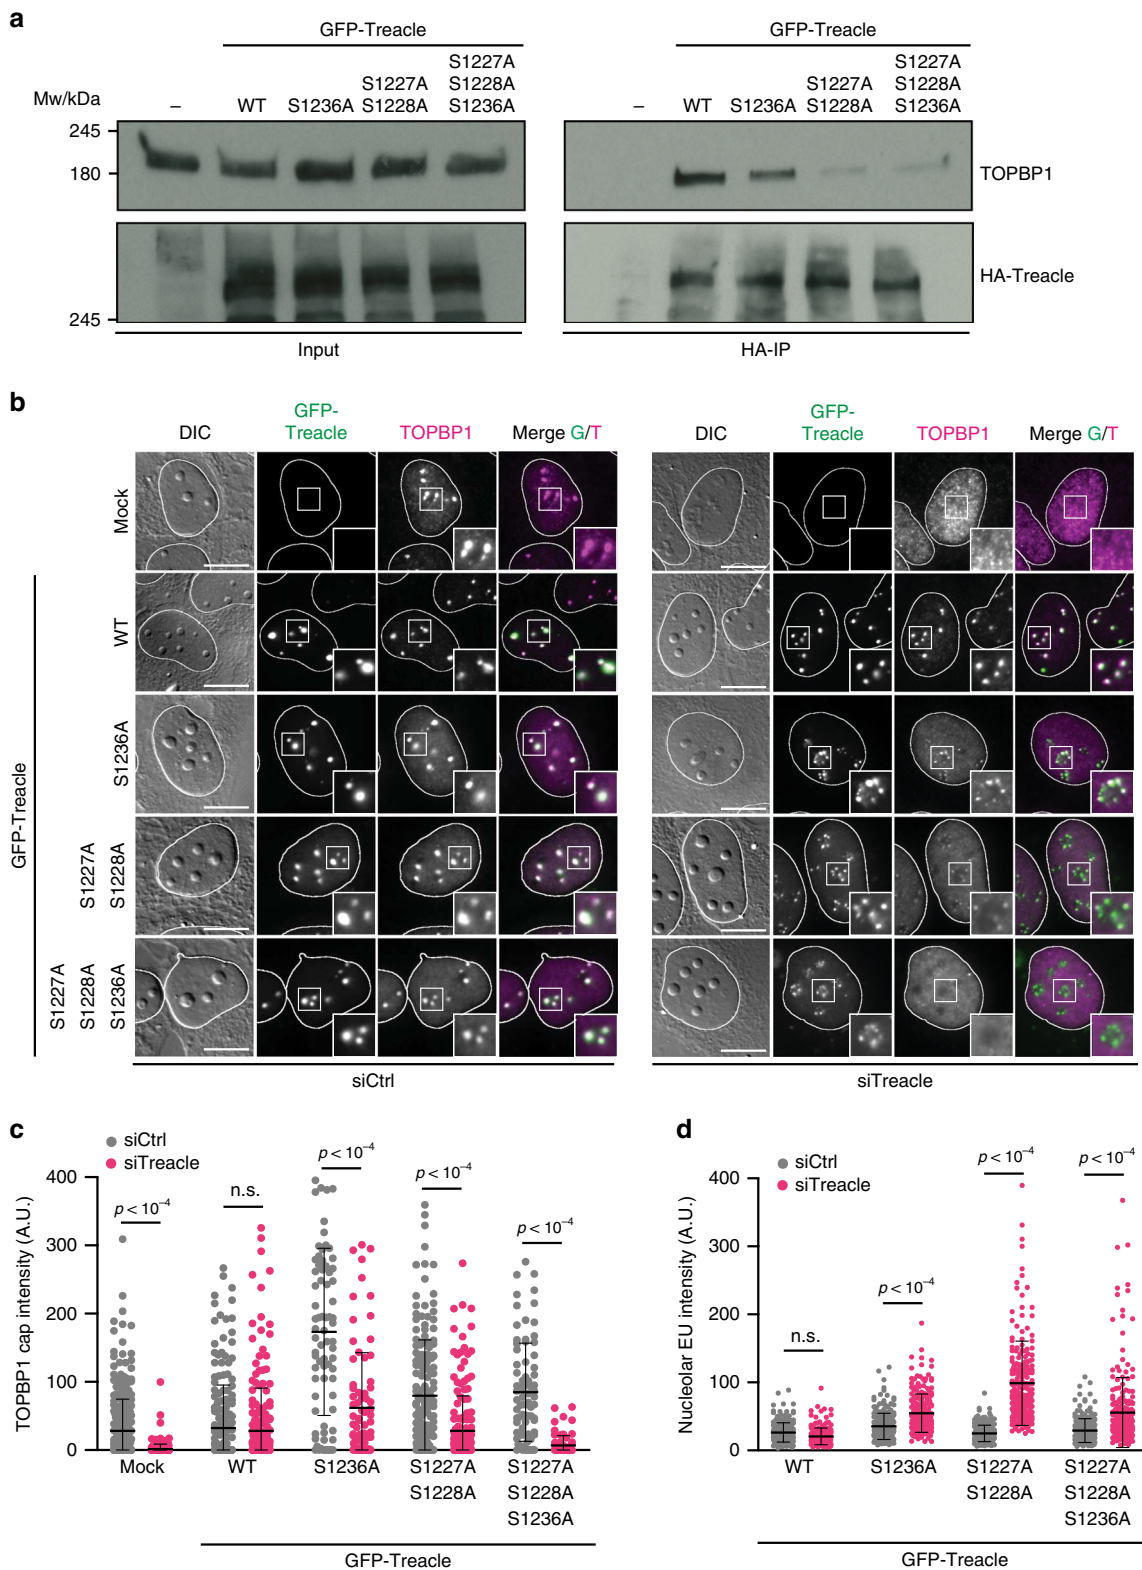 a
GFP-Treacle
GFP-Treacle
Mw/kDa
–
WT
S1236A
S1227A
S1228A
S1227A
S1228A
S1236A
–
WT
S1236A
S1227A
S1228A
S1227A
S1228A
S1236A
245
180
TOPBP1
HA-Treacle
245
Input
HA-IP
b
DIC
GFP-
Treacle
TOPBP1
Merge G/T
DIC
GFP-
Treacle
TOPBP1
Merge G/T
Mock
WT
S1236A
S1227A
S1228A
S1227A
S1228A
S1236A
GFP-Treacle
siCtrl
siTreacle
c
siCtrl
siTreacle
TOPBP1 cap intensity (A.U.)
400
300
200
100
0
p < 10⁻⁴
n.s.
p < 10⁻⁴
p < 10⁻⁴
p < 10⁻⁴
Mock
WT
S1236A
S1227A
S1228A
S1227A
S1228A
S1236A
GFP-Treacle
d
siCtrl
siTreacle
Nucleolar EU intensity (A.U.)
400
300
200
100
0
n.s.
p < 10⁻⁴
p < 10⁻⁴
p < 10⁻⁴
WT
S1236A
S1227A
S1228A
S1227A
S1228A
S1236A
GFP-Treacle